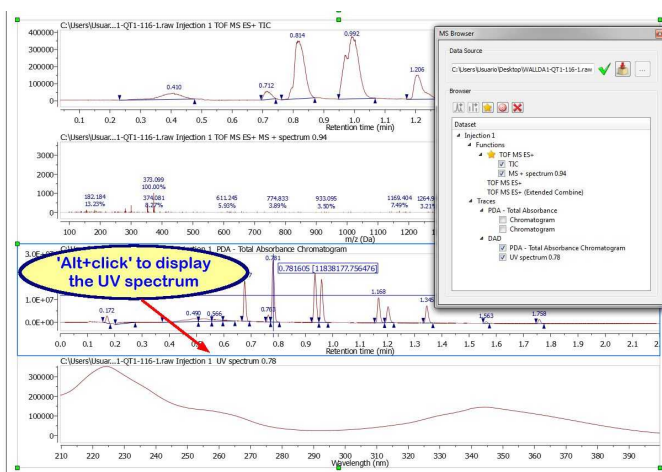 C:\Users\Usuar...1-QT1-116-1.raw Injection 1 TOF MS ES+ TIC
400000
300000
200000
100000
0
0.410
0.712
0.814
0.992
1.206
0.1 0.2 0.3 0.4 0.5 0.6 0.7 0.8 0.9 1.0 1.1 1.2
Retention time (min)
C:\Users\Usuar...1-QT1-116-1.raw Injection 1 TOF MS ES+ MS + spectrum 0.94
3000
2000
1000
0
182.184
13.23%
373.099
100.00%
374.081
611.245
5.93%
774.833
3.89%
933.095
3.50%
1169.404
7.49%
3.21%
100 200 300 400 500 600 700 800 900 1000 1100 1200 1300
m/z (Da)
PDA - Total Absorbance Chromatogram
'Alt+click' to display
the UV spectrum
1.0E+07
0.0E+00
0.172
0.490
0.566
0.781
0.781605 [11838177.756476]
1.168
1.345
1.563
1.758
0.0 0.1 0.2 0.3 0.4 0.5 0.6 0.7 0.8 0.9 1.0 1.1 1.2 1.3 1.4 1.5 1.6 1.7 1.8 1.9 2.0 2.1 2.
Retention time (min)
C:\Users\Usuar...1-QT1-116-1.raw Injection 1 UV spectrum 0.78
300000
200000
100000
0
210 220 230 240 250 260 270 280 290 300 310 320 330 340 350 360 370 380 390
Wavelength (nm)
MS Browser
Data Source
C:/Users/Usuario/Desktop/WALLDA1-QT1-116-1.raw
...
Browser
Dataset
Injection 1
Functions
TOF MS ES+
TIC
MS + spectrum 0.94
TOF MS ES+
TOF MS ES+ (Extended Combine)
Traces
PDA - Total Absorbance
Chromatogram
Chromatogram
DAD
PDA - Total Absorbance Chromatogram
UV spectrum 0.78